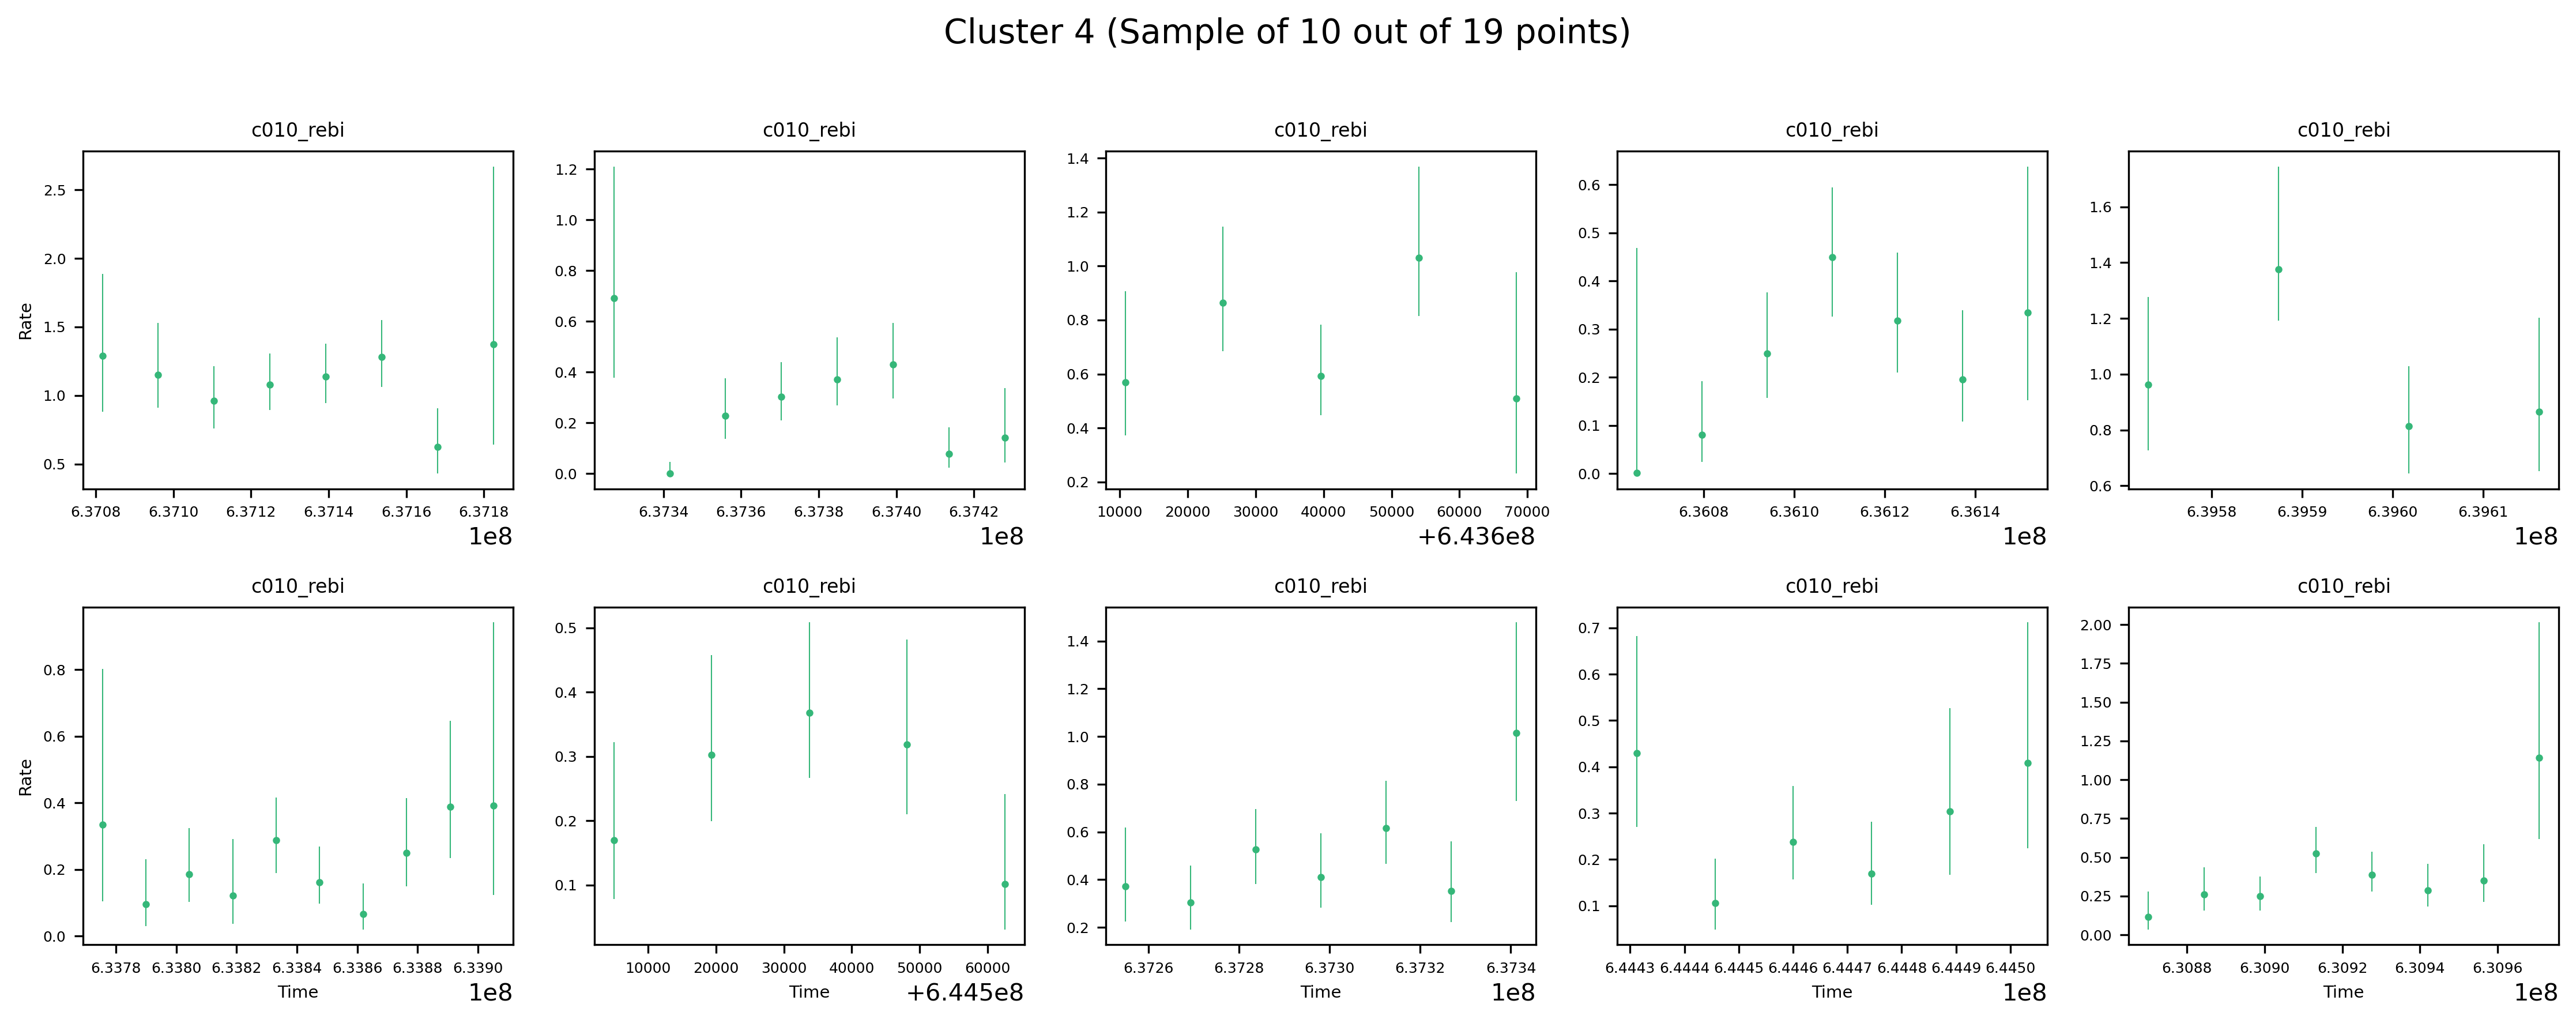 Cluster 4 (Sample of 10 out of 19 points)
c010_rebi c010_rebi c010_rebi c010_rebi c010_rebi
Rate
2.5 2.0 1.5 1.0 0.5
6.3708 6.3710 6.3712 6.3714 6.3716 6.3718
1e8
1.2 1.0 0.8 0.6 0.4 0.2 0.0
6.3734 6.3736 6.3738 6.3740 6.3742
1e8
1.4 1.2 1.0 0.8 0.6 0.4 0.2
10000 20000 30000 40000 50000 60000 70000
+6.436e8
0.6 0.5 0.4 0.3 0.2 0.1 0.0
6.3608 6.3610 6.3612 6.3614
1e8
1.6 1.4 1.2 1.0 0.8 0.6
6.3958 6.3959 6.3960 6.3961
1e8
c010_rebi c010_rebi c010_rebi c010_rebi c010_rebi
Rate
0.8 0.6 0.4 0.2 0.0
6.3378 6.3380 6.3382 6.3384 6.3386 6.3388 6.3390
Time 1e8
0.5 0.4 0.3 0.2 0.1
10000 20000 30000 40000 50000 60000
Time +6.445e8
1.4 1.2 1.0 0.8 0.6 0.4 0.2
6.3726 6.3728 6.3730 6.3732 6.3734
Time 1e8
0.7 0.6 0.5 0.4 0.3 0.2 0.1
6.4443 6.4444 6.4445 6.4446 6.4447 6.4448 6.4449 6.4450
Time 1e8
2.00 1.75 1.50 1.25 1.00 0.75 0.50 0.25 0.00
6.3088 6.3090 6.3092 6.3094 6.3096
Time 1e8